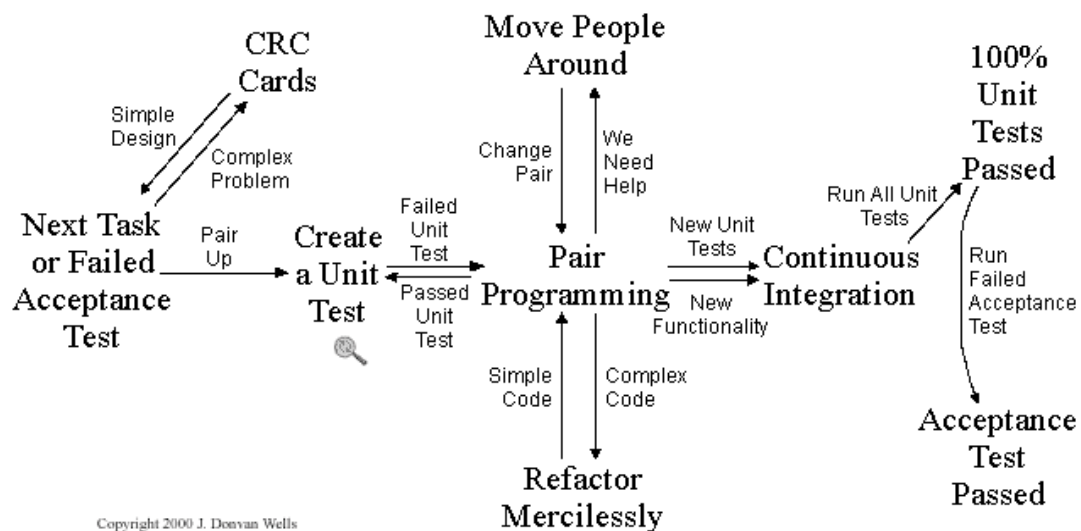 CRC
Cards
Simple
Design
Complex
Problem
Next Task
or Failed
Acceptance
Test
Pair
Up
Create
a Unit
Test
Failed
Unit
Test
Passed
Unit
Test
Move People
Around
Change
Pair
We
Need
Help
Pair
Programming
Simple
Code
Complex
Code
Refactor
Mercilessly
New Unit
Tests
New
Functionality
Continuous
Integration
Run All Unit
Tests
100%
Unit
Tests
Passed
Run
Failed
Acceptance
Test
Acceptance
Test
Passed
Copyright 2000 J. Donvan Wells